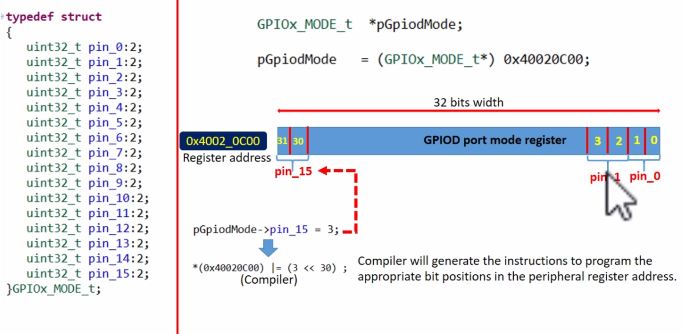 typedef struct
{
uint32_t pin_0:2;
uint32_t pin_1:2;
uint32_t pin_2:2;
uint32_t pin_3:2;
uint32_t pin_4:2;
uint32_t pin_5:2;
uint32_t pin_6:2;
uint32_t pin_7:2;
uint32_t pin_8:2;
uint32_t pin_9:2;
uint32_t pin_10:2;
uint32_t pin_11:2;
uint32_t pin_12:2;
uint32_t pin_13:2;
uint32_t pin_14:2;
uint32_t pin_15:2;
}GPIOx_MODE_t;
GPIOx_MODE_t *pGpiodMode;
pGpiodMode = (GPIOx_MODE_t*) 0x40020C00;
32 bits width
0x4002_0C00 31 30 GPIOD port mode register 3 2 1 0
Register address
pin_15 pin_1 pin_0
pGpiodMode->pin_15 = 3;
*(0x40020C00) |= (3 << 30) ;
(Compiler)
Compiler will generate the instructions to program the
appropriate bit positions in the peripheral register address.